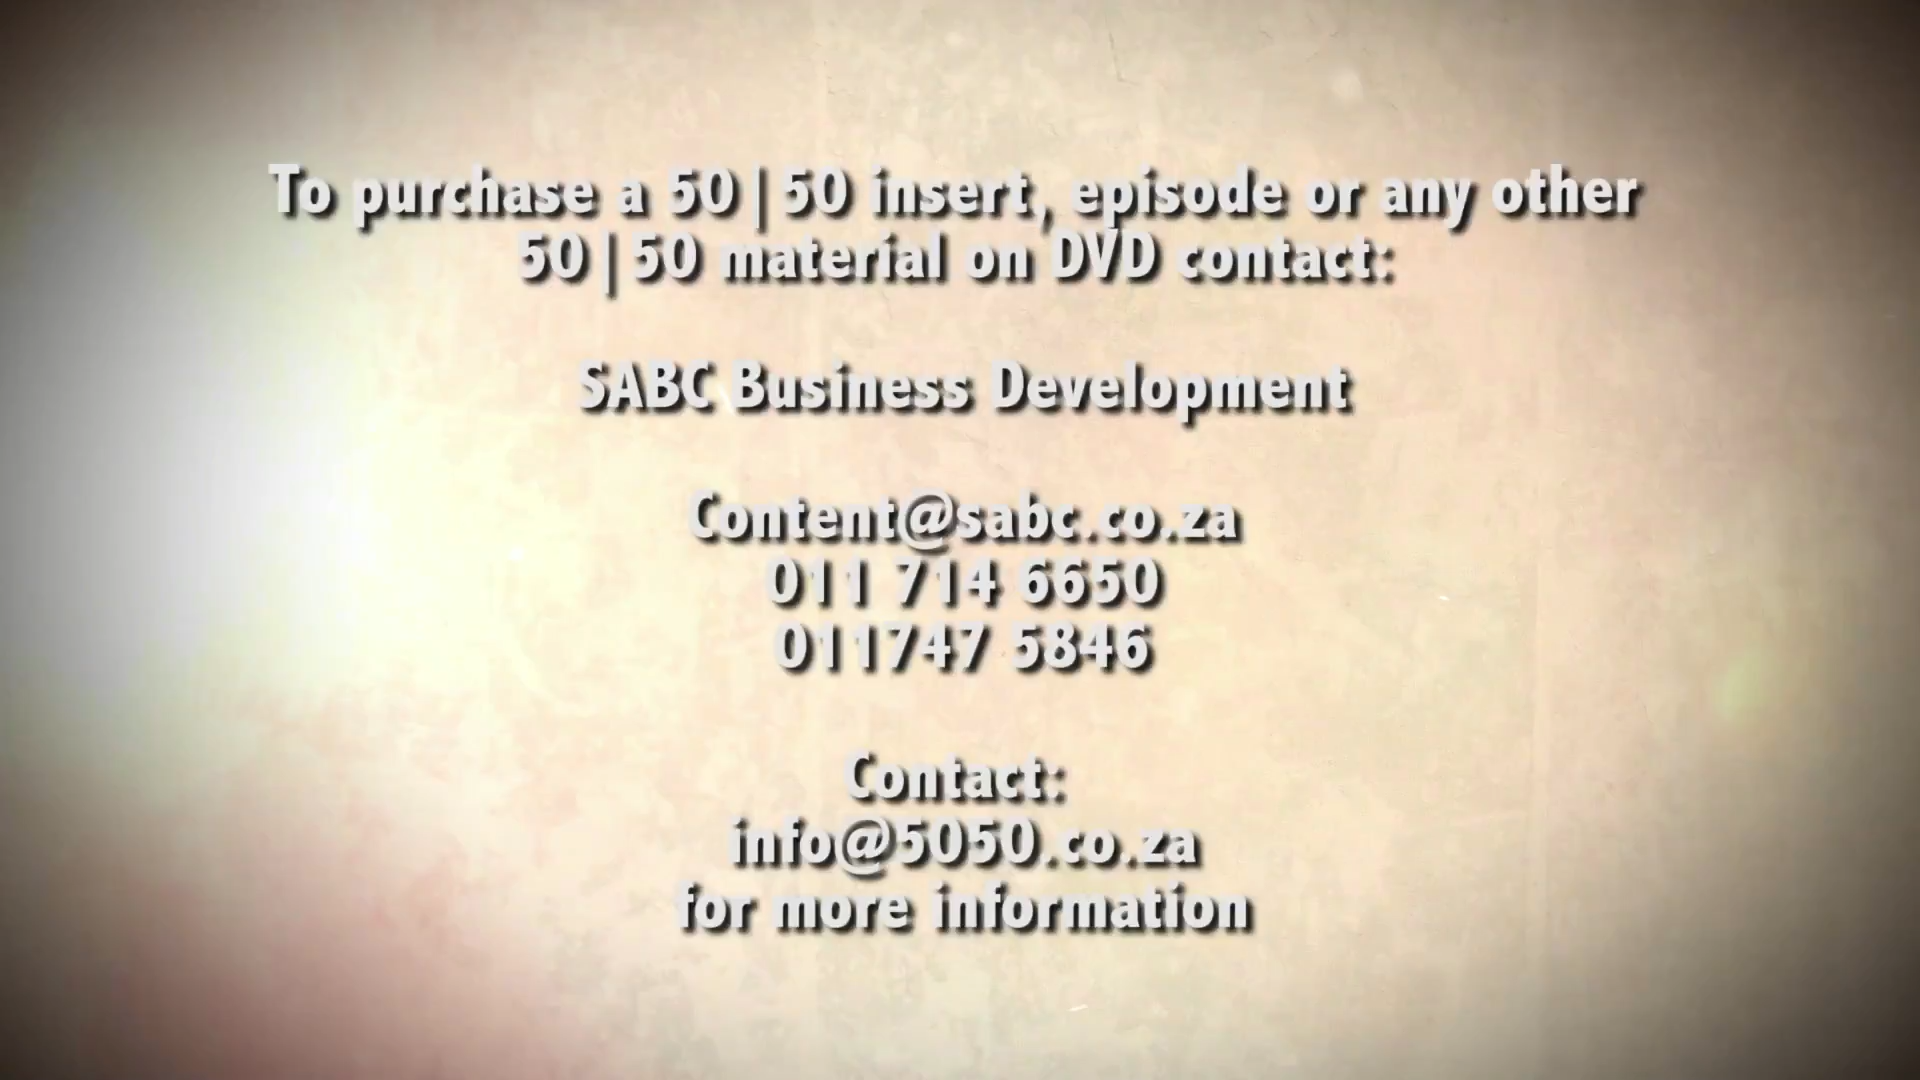 To purchase a 50|50 insert, episode or any other
50|50 material on DVD contact:
SABC Business Development
Content@sabc.co.za
011 714 6650
011747 5846
Contact:
info@5050.co.za
for more information